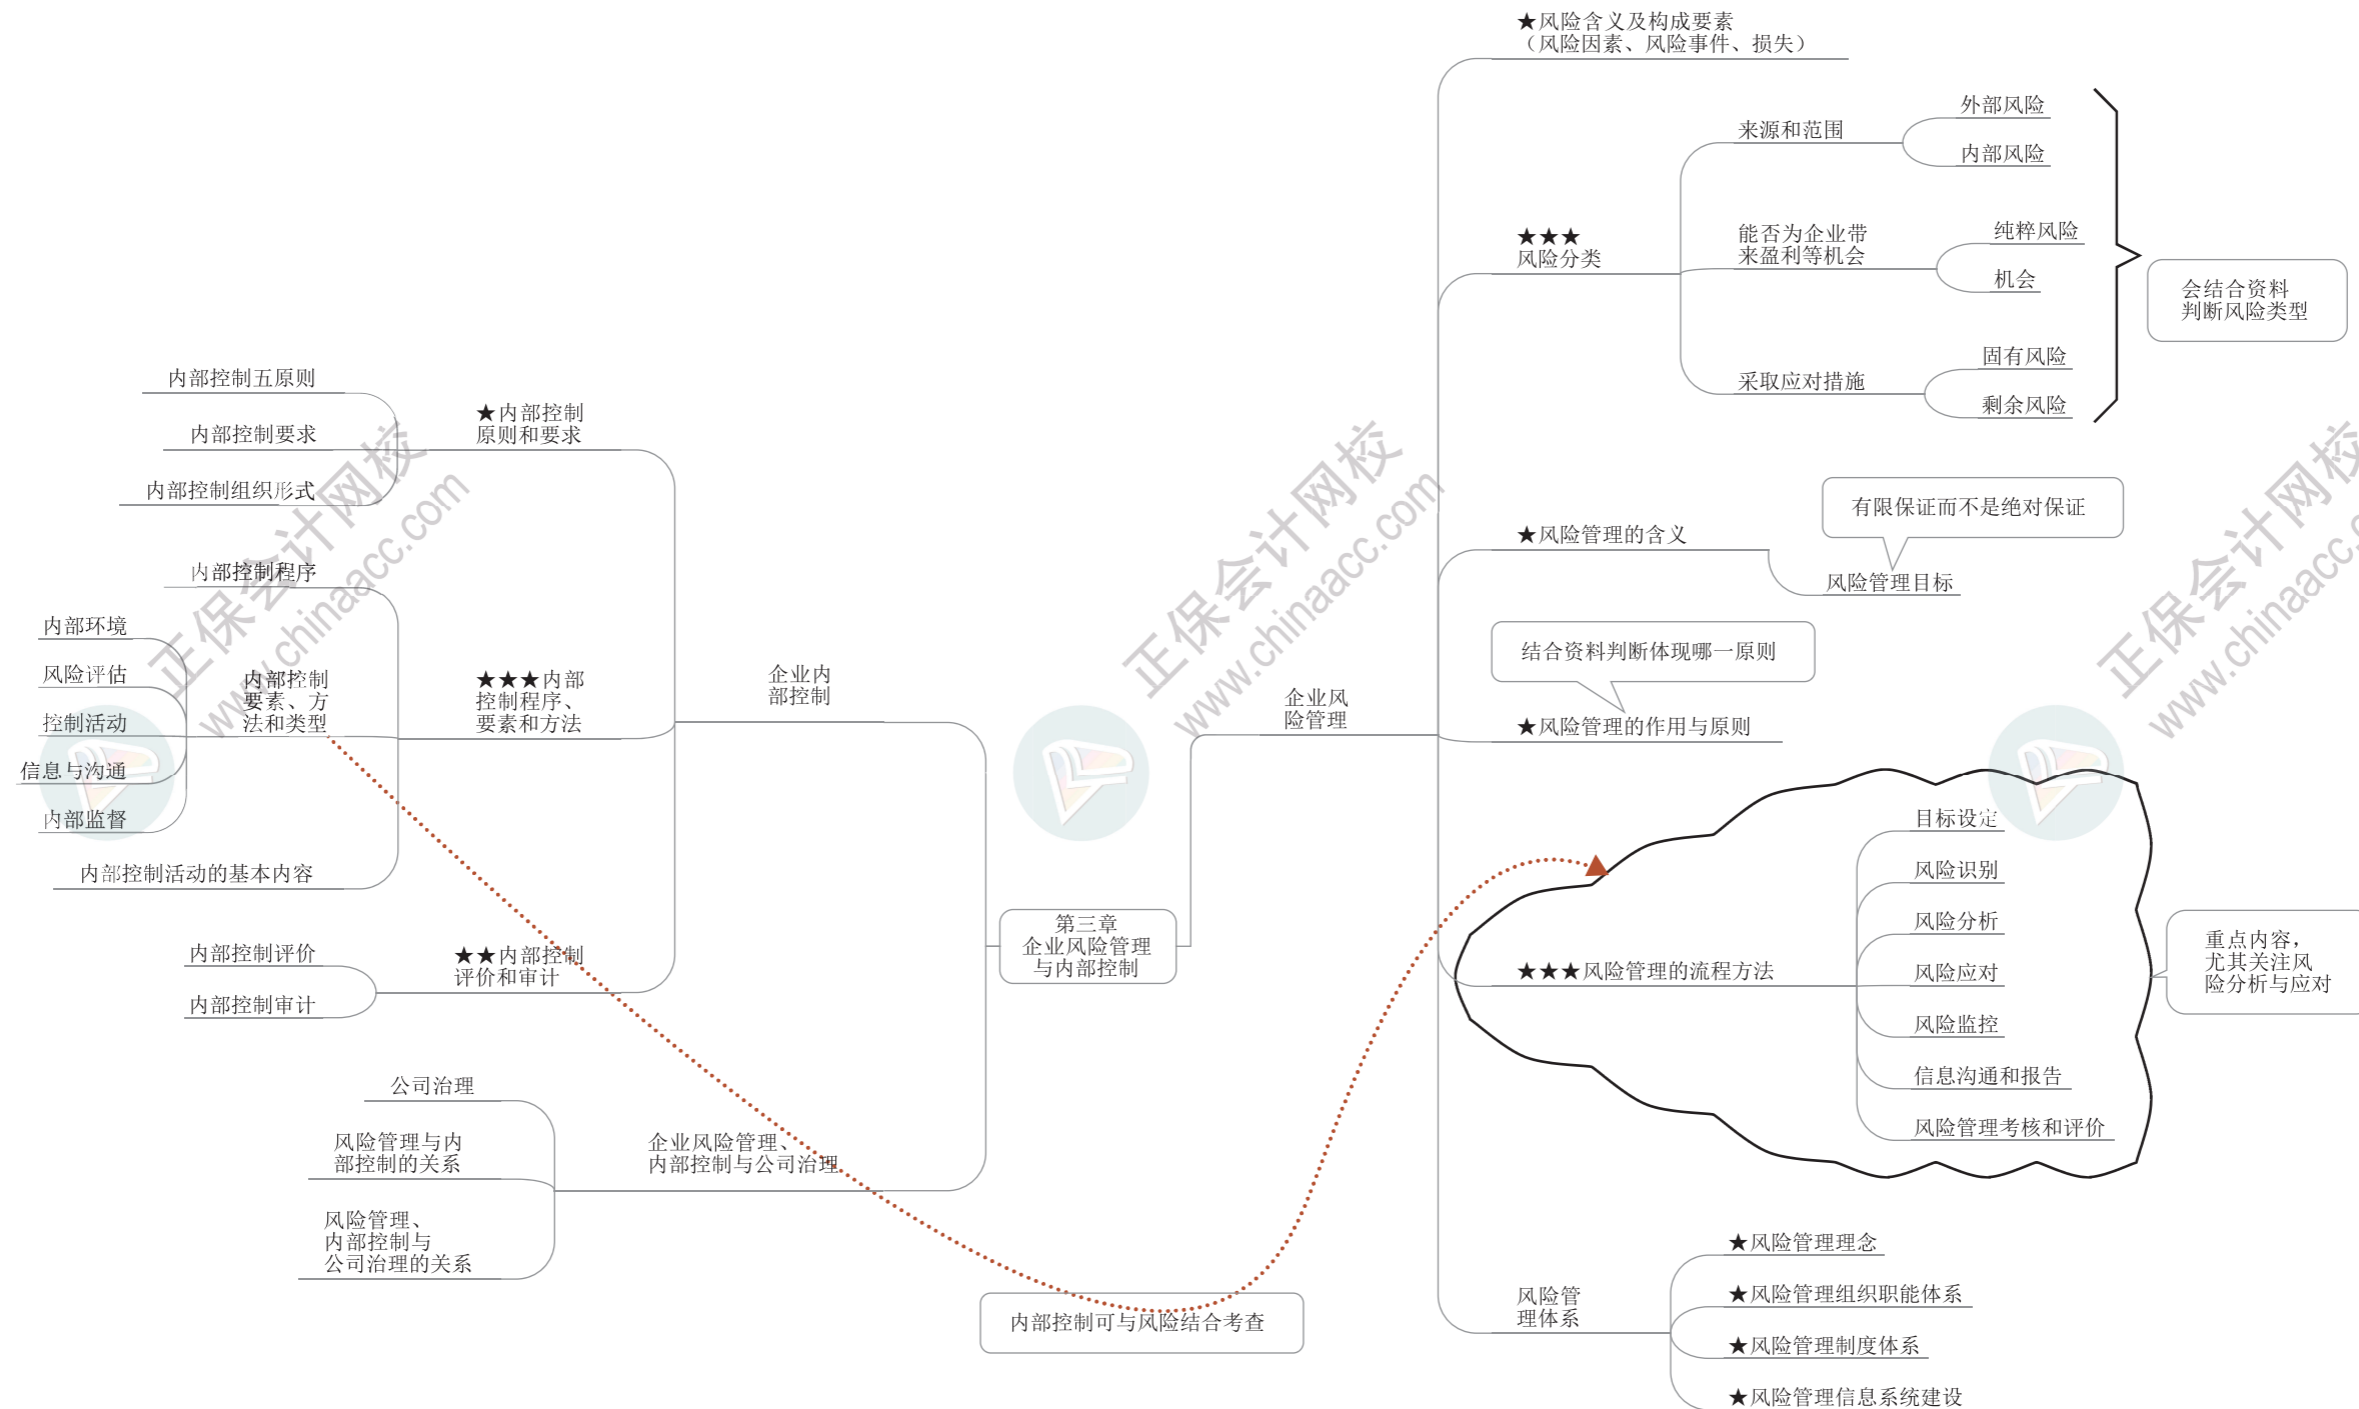 第三章
企业风险管理
与内部控制
企业风
险管理
★风险含义及构成要素
（风险因素、风险事件、损失）
★★★
风险分类
来源和范围
外部风险
内部风险
能否为企业带
来盈利等机会
纯粹风险
机会
采取应对措施
固有风险
剩余风险
会结合资料
判断风险类型
★风险管理的含义
风险管理目标
有限保证而不是绝对保证
结合资料判断体现哪一原则
★风险管理的作用与原则
★★★风险管理的流程方法
目标设定
风险识别
风险分析
风险应对
风险监控
信息沟通和报告
风险管理考核和评价
重点内容，
尤其关注风
险分析与应对
风险管
理体系
★风险管理理念
★风险管理组织职能体系
★风险管理制度体系
★风险管理信息系统建设
企业内
部控制
★内部控制
原则和要求
内部控制五原则
内部控制要求
内部控制组织形式
★★★内部
控制程序、
要素和方法
内部控制程序
内部控制
要素、方
法和类型
内部环境
风险评估
控制活动
信息与沟通
内部监督
内部控制活动的基本内容
★★内部控制
评价和审计
内部控制评价
内部控制审计
企业风险管理、
内部控制与公司治理
公司治理
风险管理与内
部控制的关系
风险管理、
内部控制与
公司治理的关系
内部控制可与风险结合考查
正保会计网校
www.chinaacc.com
正保会计网校
www.chinaacc.com
正保会计网校
www.chinaacc.c